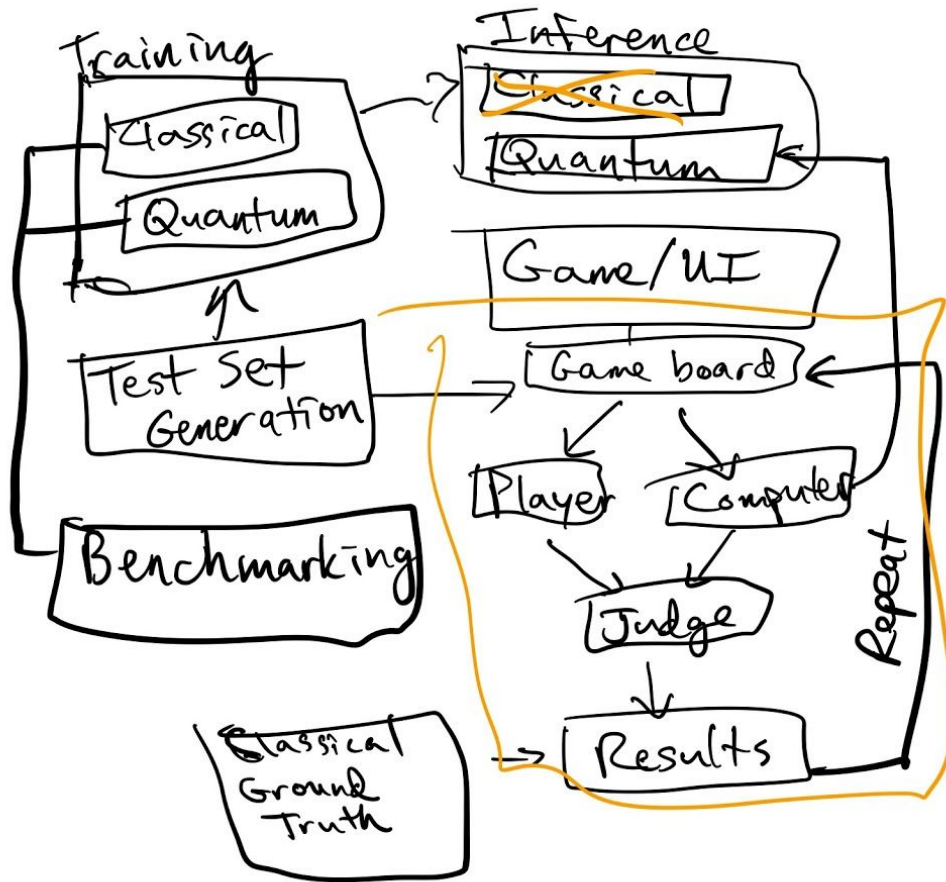 Training
Classical
Quantum
Inference
Classical
Quantum
Game/UI
Test Set
Generation
Game board
Player
Computer
Benchmarking
Judge
Repeat
Results
Classical
Ground
Truth